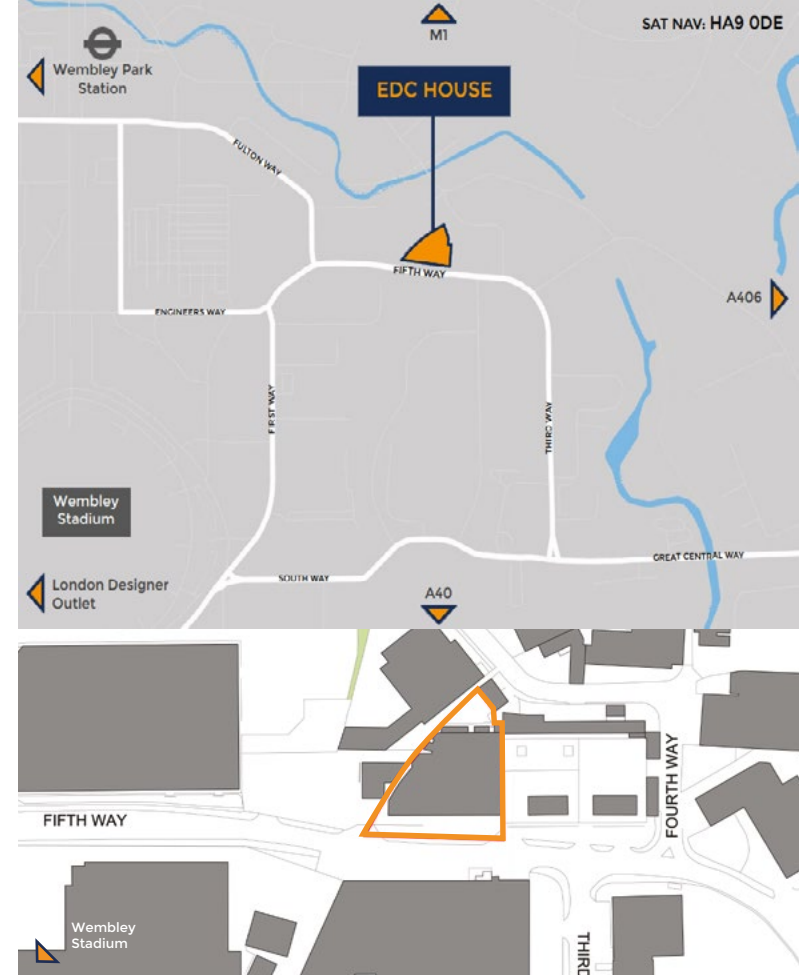 SAT NAV: HA9 0DE
M1
Wembley Park
Station
EDC HOUSE
FULTON WAY
FIFTH WAY
A406
ENGINEERS WAY
FIRST WAY
THIRD WAY
Wembley
Stadium
GREAT CENTRAL WAY
SOUTH WAY
London Designer
Outlet
A40
FOURTH WAY
FIFTH WAY
Wembley
Stadium
THIRD